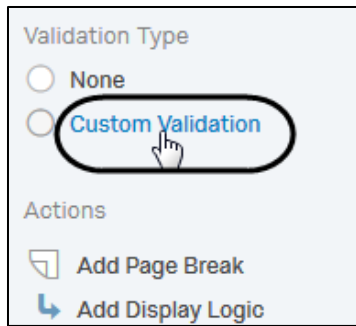 Validation Type
None
Custom Validation
Actions
Add Page Break
Add Display Logic